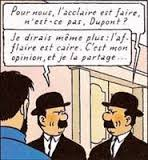 Pour nous, l'acclaire est faire,
n'est-ce pas, Dupont ?
Je dirais même plus : l'af-
flaire est caire. C'est mon
opinion, et je la partage...